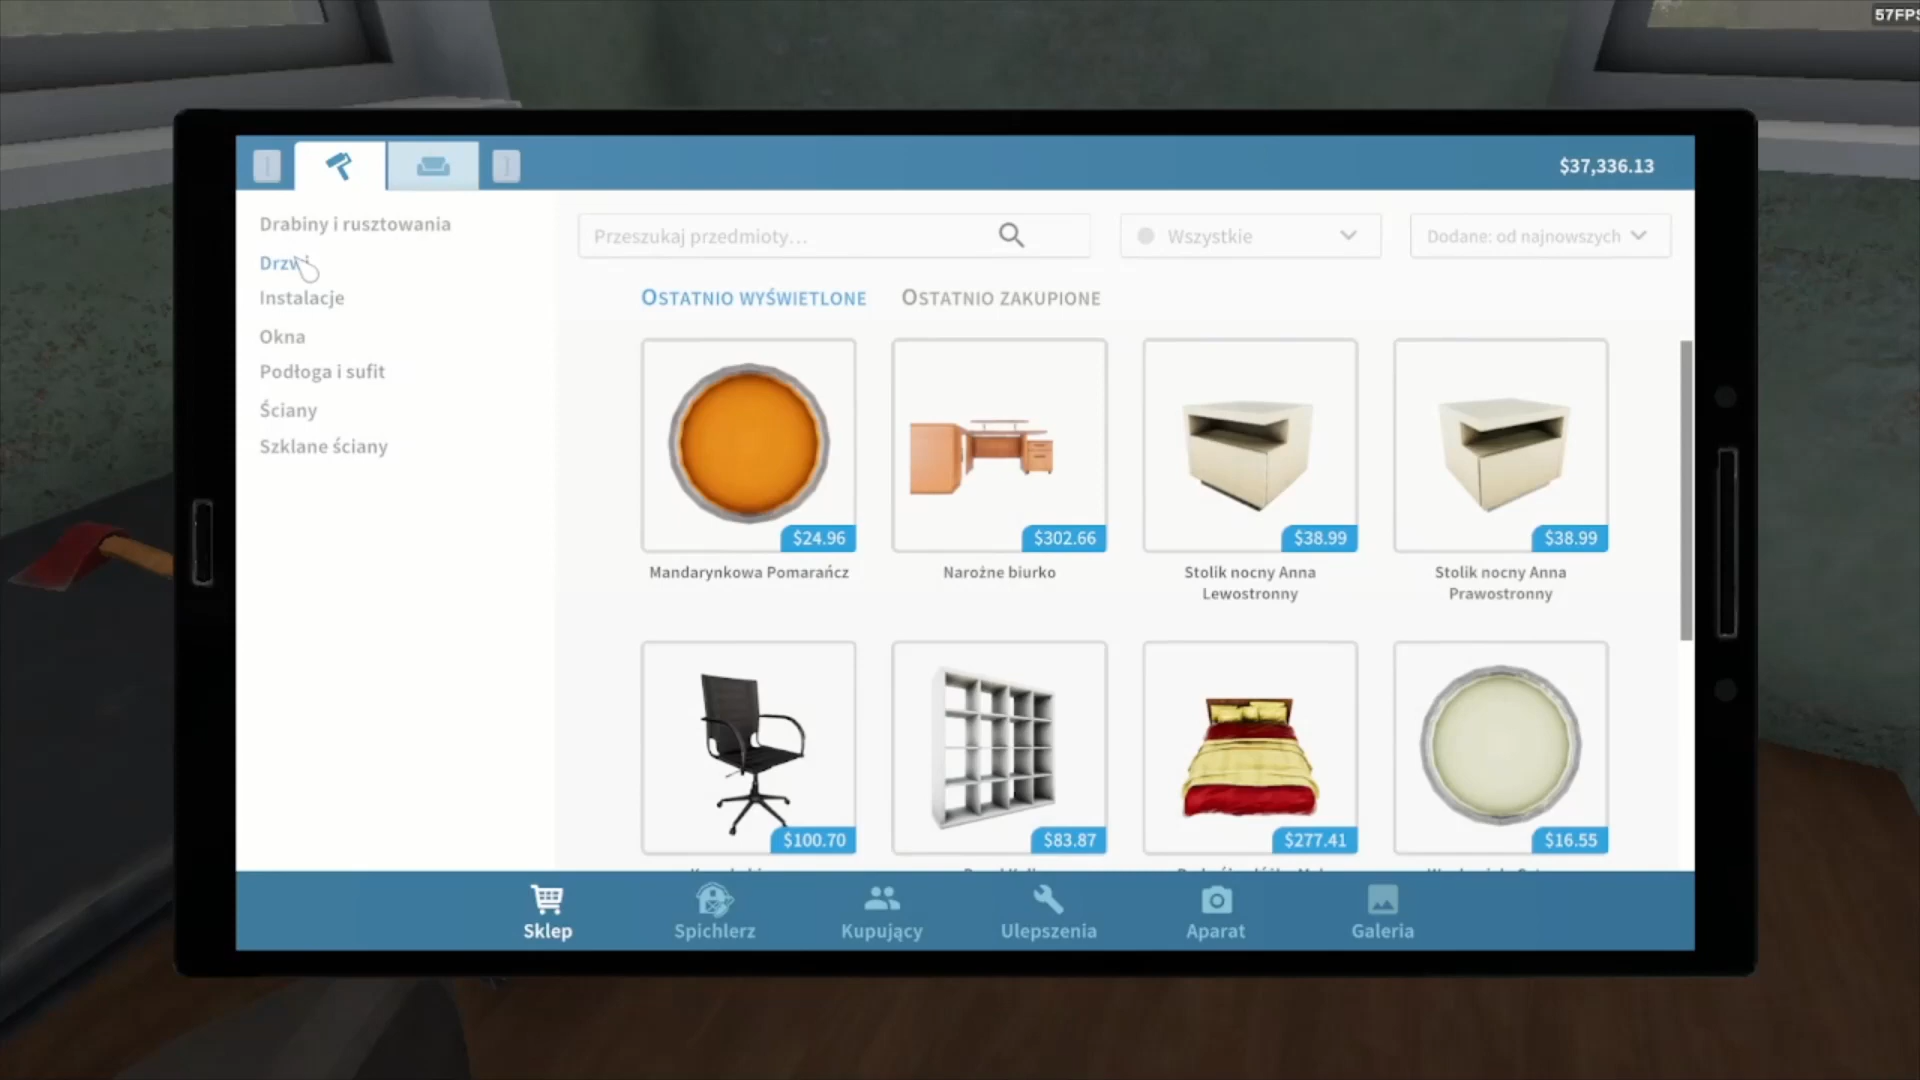 57FPS
$37,336.13
Drabiny i rusztowania
Drzwi
Instalacje
Okna
Podłoga i sufit
Ściany
Szklane ściany
Przeszukaj przedmioty...
Wszystkie
Dodane: od najnowszych
OSTATNIO WYŚWIETLONE
OSTATNIO ZAKUPIONE
$24.96
$302.66
$38.99
$38.99
Mandarynkowa Pomarańcz
Narożne biurko
Stolik nocny Anna
Lewostronny
Stolik nocny Anna
Prawostronny
$100.70
$83.87
$277.41
$16.55
Sklep
Spichlerz
Kupujący
Ulepszenia
Aparat
Galeria